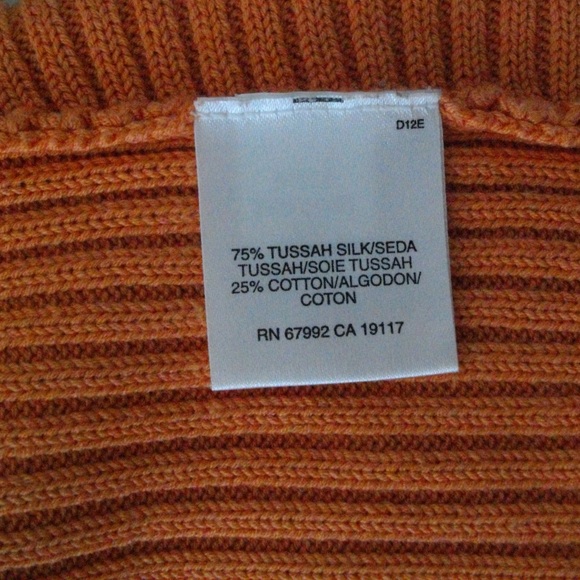 D12E
75% TUSSAH SILK/SEDA
TUSSAH/SOIE TUSSAH
25% COTTON/ALGODON/
COTON
RN 67992 CA 19117